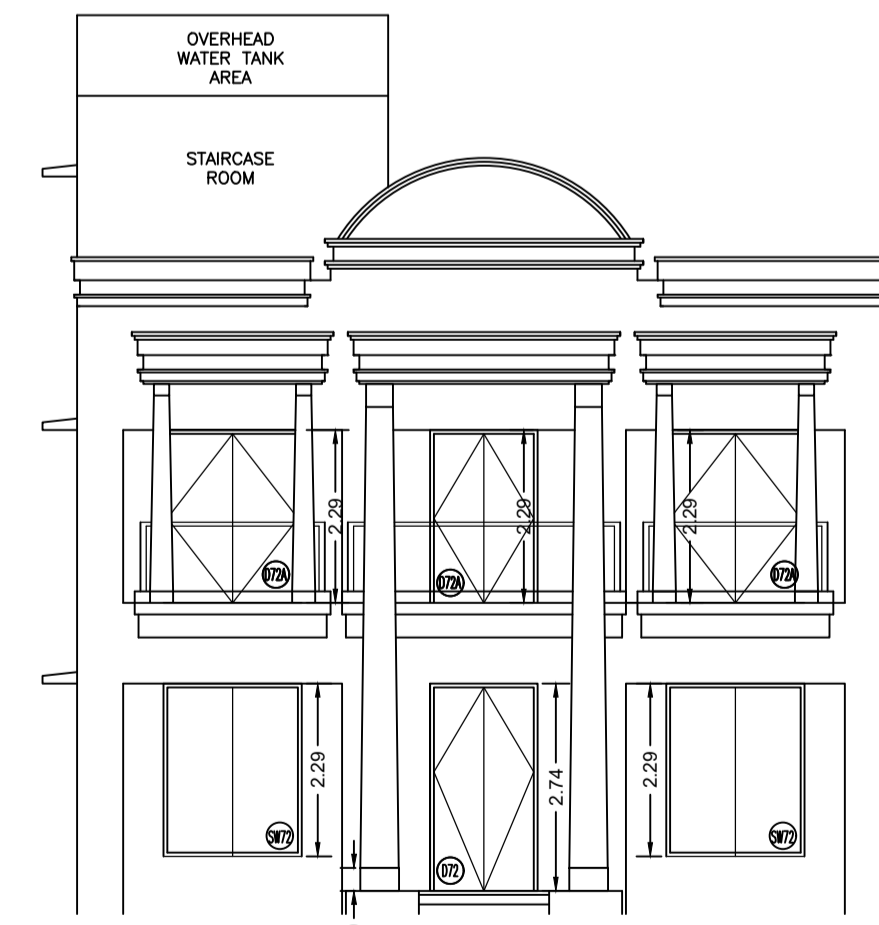 OVERHEAD
WATER TANK
AREA
STAIRCASE
ROOM
2.29
2.29
2.29
D72A
D72A
D72A
2.29
2.74
2.29
SW72
D72
SW72